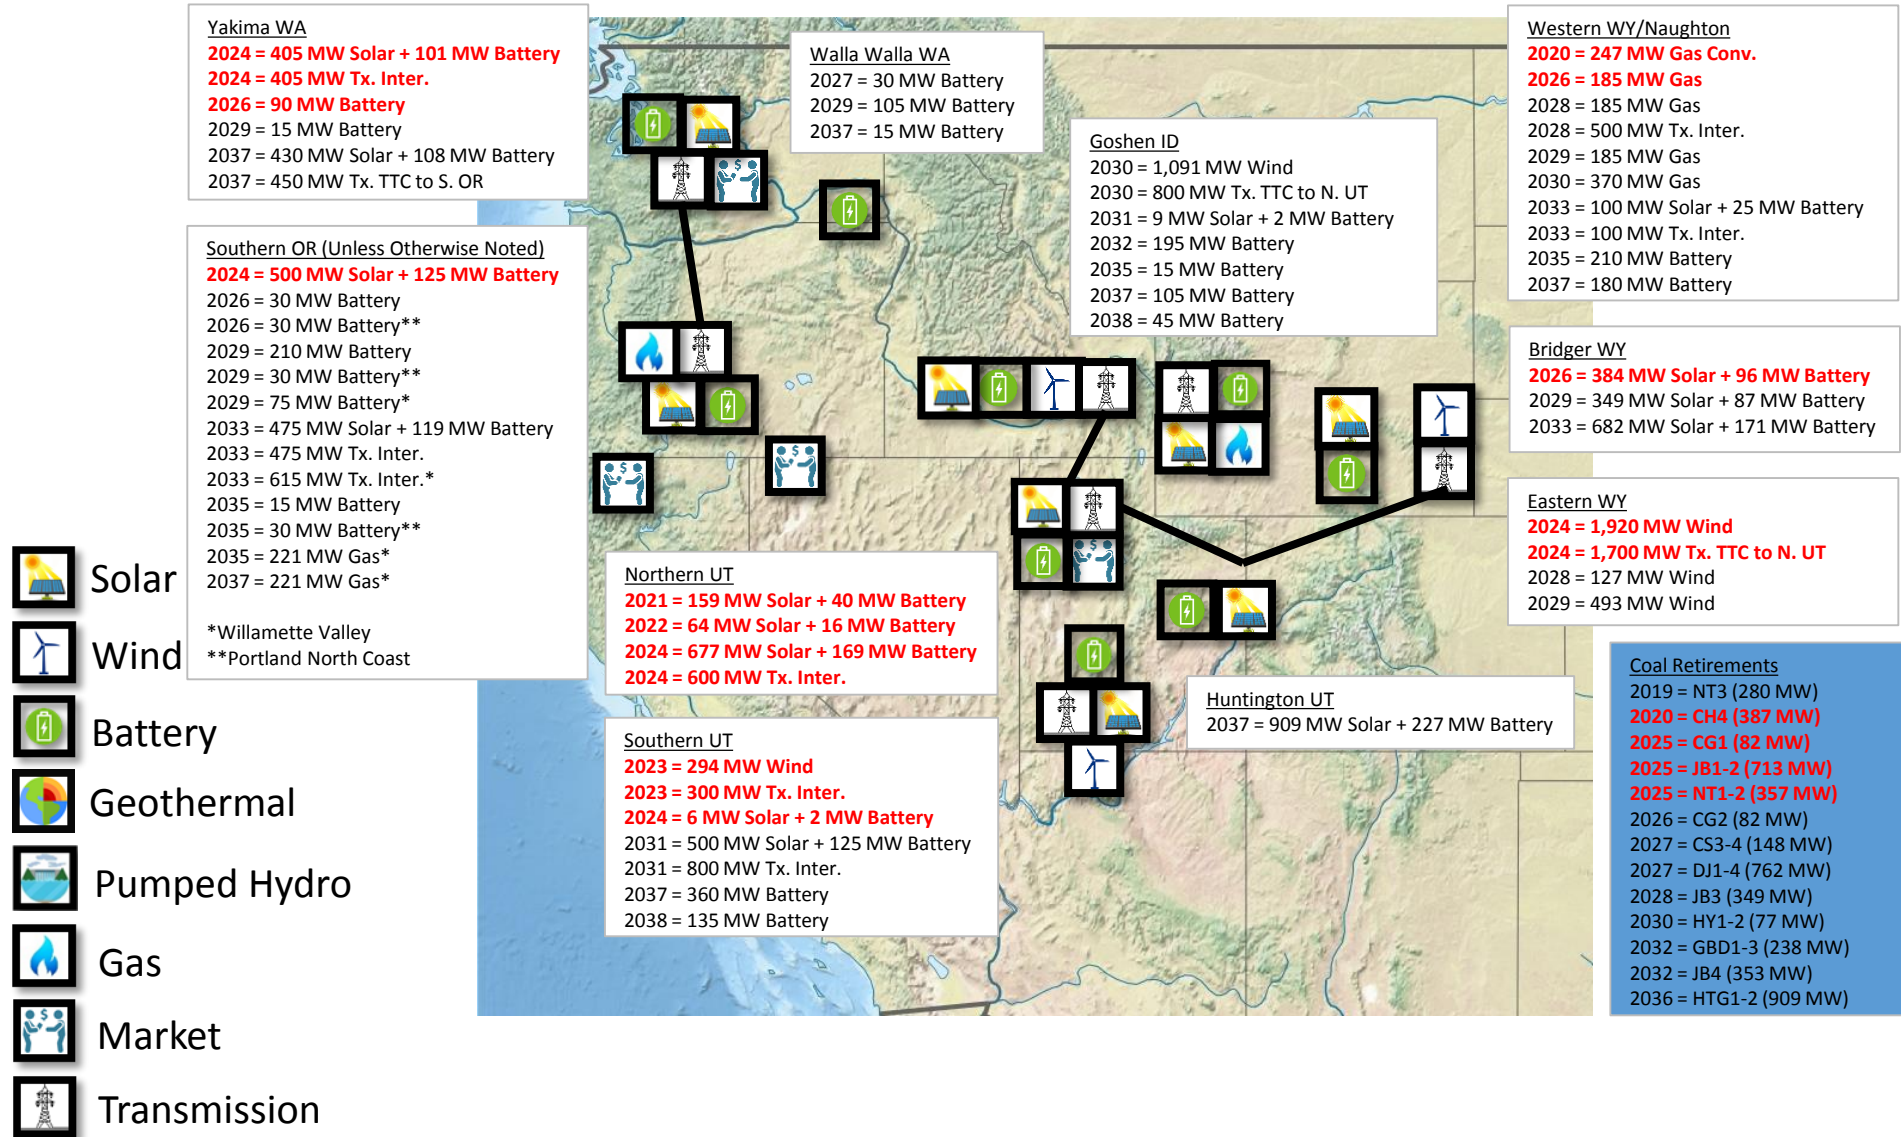 Yakima WA
2024 = 405 MW Solar + 101 MW Battery
2024 = 405 MW Tx. Inter.
2026 = 90 MW Battery
2029 = 15 MW Battery
2037 = 430 MW Solar + 108 MW Battery
2037 = 450 MW Tx. TTC to S. OR
Walla Walla WA
2027 = 30 MW Battery
2029 = 105 MW Battery
2037 = 15 MW Battery
Goshen ID
2030 = 1,091 MW Wind
2030 = 800 MW Tx. TTC to N. UT
2031 = 9 MW Solar + 2 MW Battery
2032 = 195 MW Battery
2035 = 15 MW Battery
2037 = 105 MW Battery
2038 = 45 MW Battery
Western WY/Naughton
2020 = 247 MW Gas Conv.
2026 = 185 MW Gas
2028 = 185 MW Gas
2028 = 500 MW Tx. Inter.
2029 = 185 MW Gas
2030 = 370 MW Gas
2033 = 100 MW Solar + 25 MW Battery
2033 = 100 MW Tx. Inter.
2035 = 210 MW Battery
2037 = 180 MW Battery
Southern OR (Unless Otherwise Noted)
2024 = 500 MW Solar + 125 MW Battery
2026 = 30 MW Battery
2026 = 30 MW Battery**
2029 = 210 MW Battery
2029 = 30 MW Battery**
2029 = 75 MW Battery*
2033 = 475 MW Solar + 119 MW Battery
2033 = 475 MW Tx. Inter.
2033 = 615 MW Tx. Inter.*
2035 = 15 MW Battery
2035 = 30 MW Battery**
2035 = 221 MW Gas*
2037 = 221 MW Gas*
*Willamette Valley
**Portland North Coast
Bridger WY
2026 = 384 MW Solar + 96 MW Battery
2029 = 349 MW Solar + 87 MW Battery
2033 = 682 MW Solar + 171 MW Battery
Eastern WY
2024 = 1,920 MW Wind
2024 = 1,700 MW Tx. TTC to N. UT
2028 = 127 MW Wind
2029 = 493 MW Wind
Northern UT
2021 = 159 MW Solar + 40 MW Battery
2022 = 64 MW Solar + 16 MW Battery
2024 = 677 MW Solar + 169 MW Battery
2024 = 600 MW Tx. Inter.
Southern UT
2023 = 294 MW Wind
2023 = 300 MW Tx. Inter.
2024 = 6 MW Solar + 2 MW Battery
2031 = 500 MW Solar + 125 MW Battery
2031 = 800 MW Tx. Inter.
2037 = 360 MW Battery
2038 = 135 MW Battery
Huntington UT
2037 = 909 MW Solar + 227 MW Battery
Coal Retirements
2019 = NT3 (280 MW)
2020 = CH4 (387 MW)
2025 = CG1 (82 MW)
2025 = JB1-2 (713 MW)
2025 = NT1-2 (357 MW)
2026 = CG2 (82 MW)
2027 = CS3-4 (148 MW)
2027 = DJ1-4 (762 MW)
2028 = JB3 (349 MW)
2030 = HY1-2 (77 MW)
2032 = GBD1-3 (238 MW)
2032 = JB4 (353 MW)
2036 = HTG1-2 (909 MW)
Solar
Wind
Battery
Geothermal
Pumped Hydro
Gas
Market
Transmission